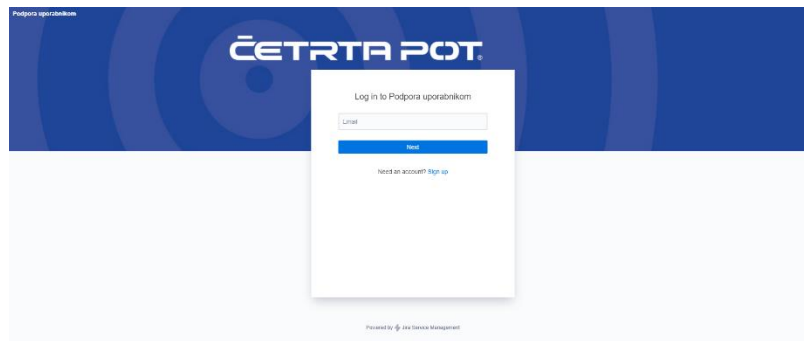 Podpora uporabnikom
ČETRTA POT®
Log in to Podpora uporabnikom
Email
Next
Need an account? Sign up
Powered by Jira Service Management